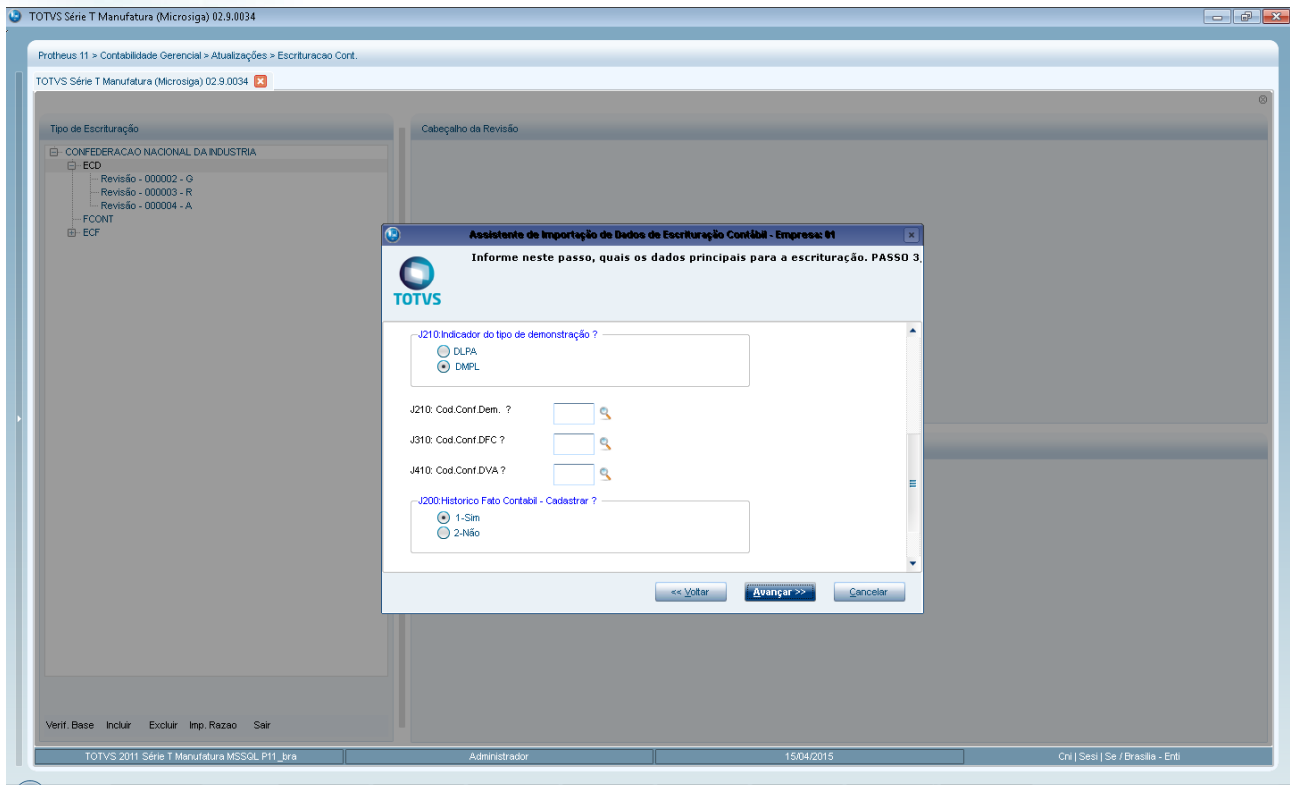 TOTVS Série T Manufatura (Microsiga) 02.9.0034
Protheus 11 > Contabilidade Gerencial > Atualizações > Escrituracao Cont.
TOTVS Série T Manufatura (Microsiga) 02.9.0034
Tipo de Escrituração
Cabeçalho da Revisão
CONFEDERACAO NACIONAL DA INDUSTRIA
ECD
Revisão - 000002 - G
Revisão - 000003 - R
Revisão - 000004 - A
FCONT
ECF
Assistente de Importação de Dados de Escrituração Contábil - Empresa: 01
Informe neste passo, quais os dados principais para a escrituração. PASSO 3
TOTVS
J210:Indicador do tipo de demonstração ?
DLPA
DMPL
J210: Cod.Conf.Dem. ?
J310: Cod.Conf.DFC ?
J410: Cod.Conf.DVA ?
J200:Historico Fato Contabil - Cadastrar ?
1-Sim
2-Não
<< Voltar
Avançar >>
Cancelar
Verif. Base Incluir Excluir Imp. Razao Sair
TOTVS 2011 Série T Manufatura MSSQL P11_bra
Administrador
15/04/2015
Cni | Sesi | Se / Brasilia - Enti